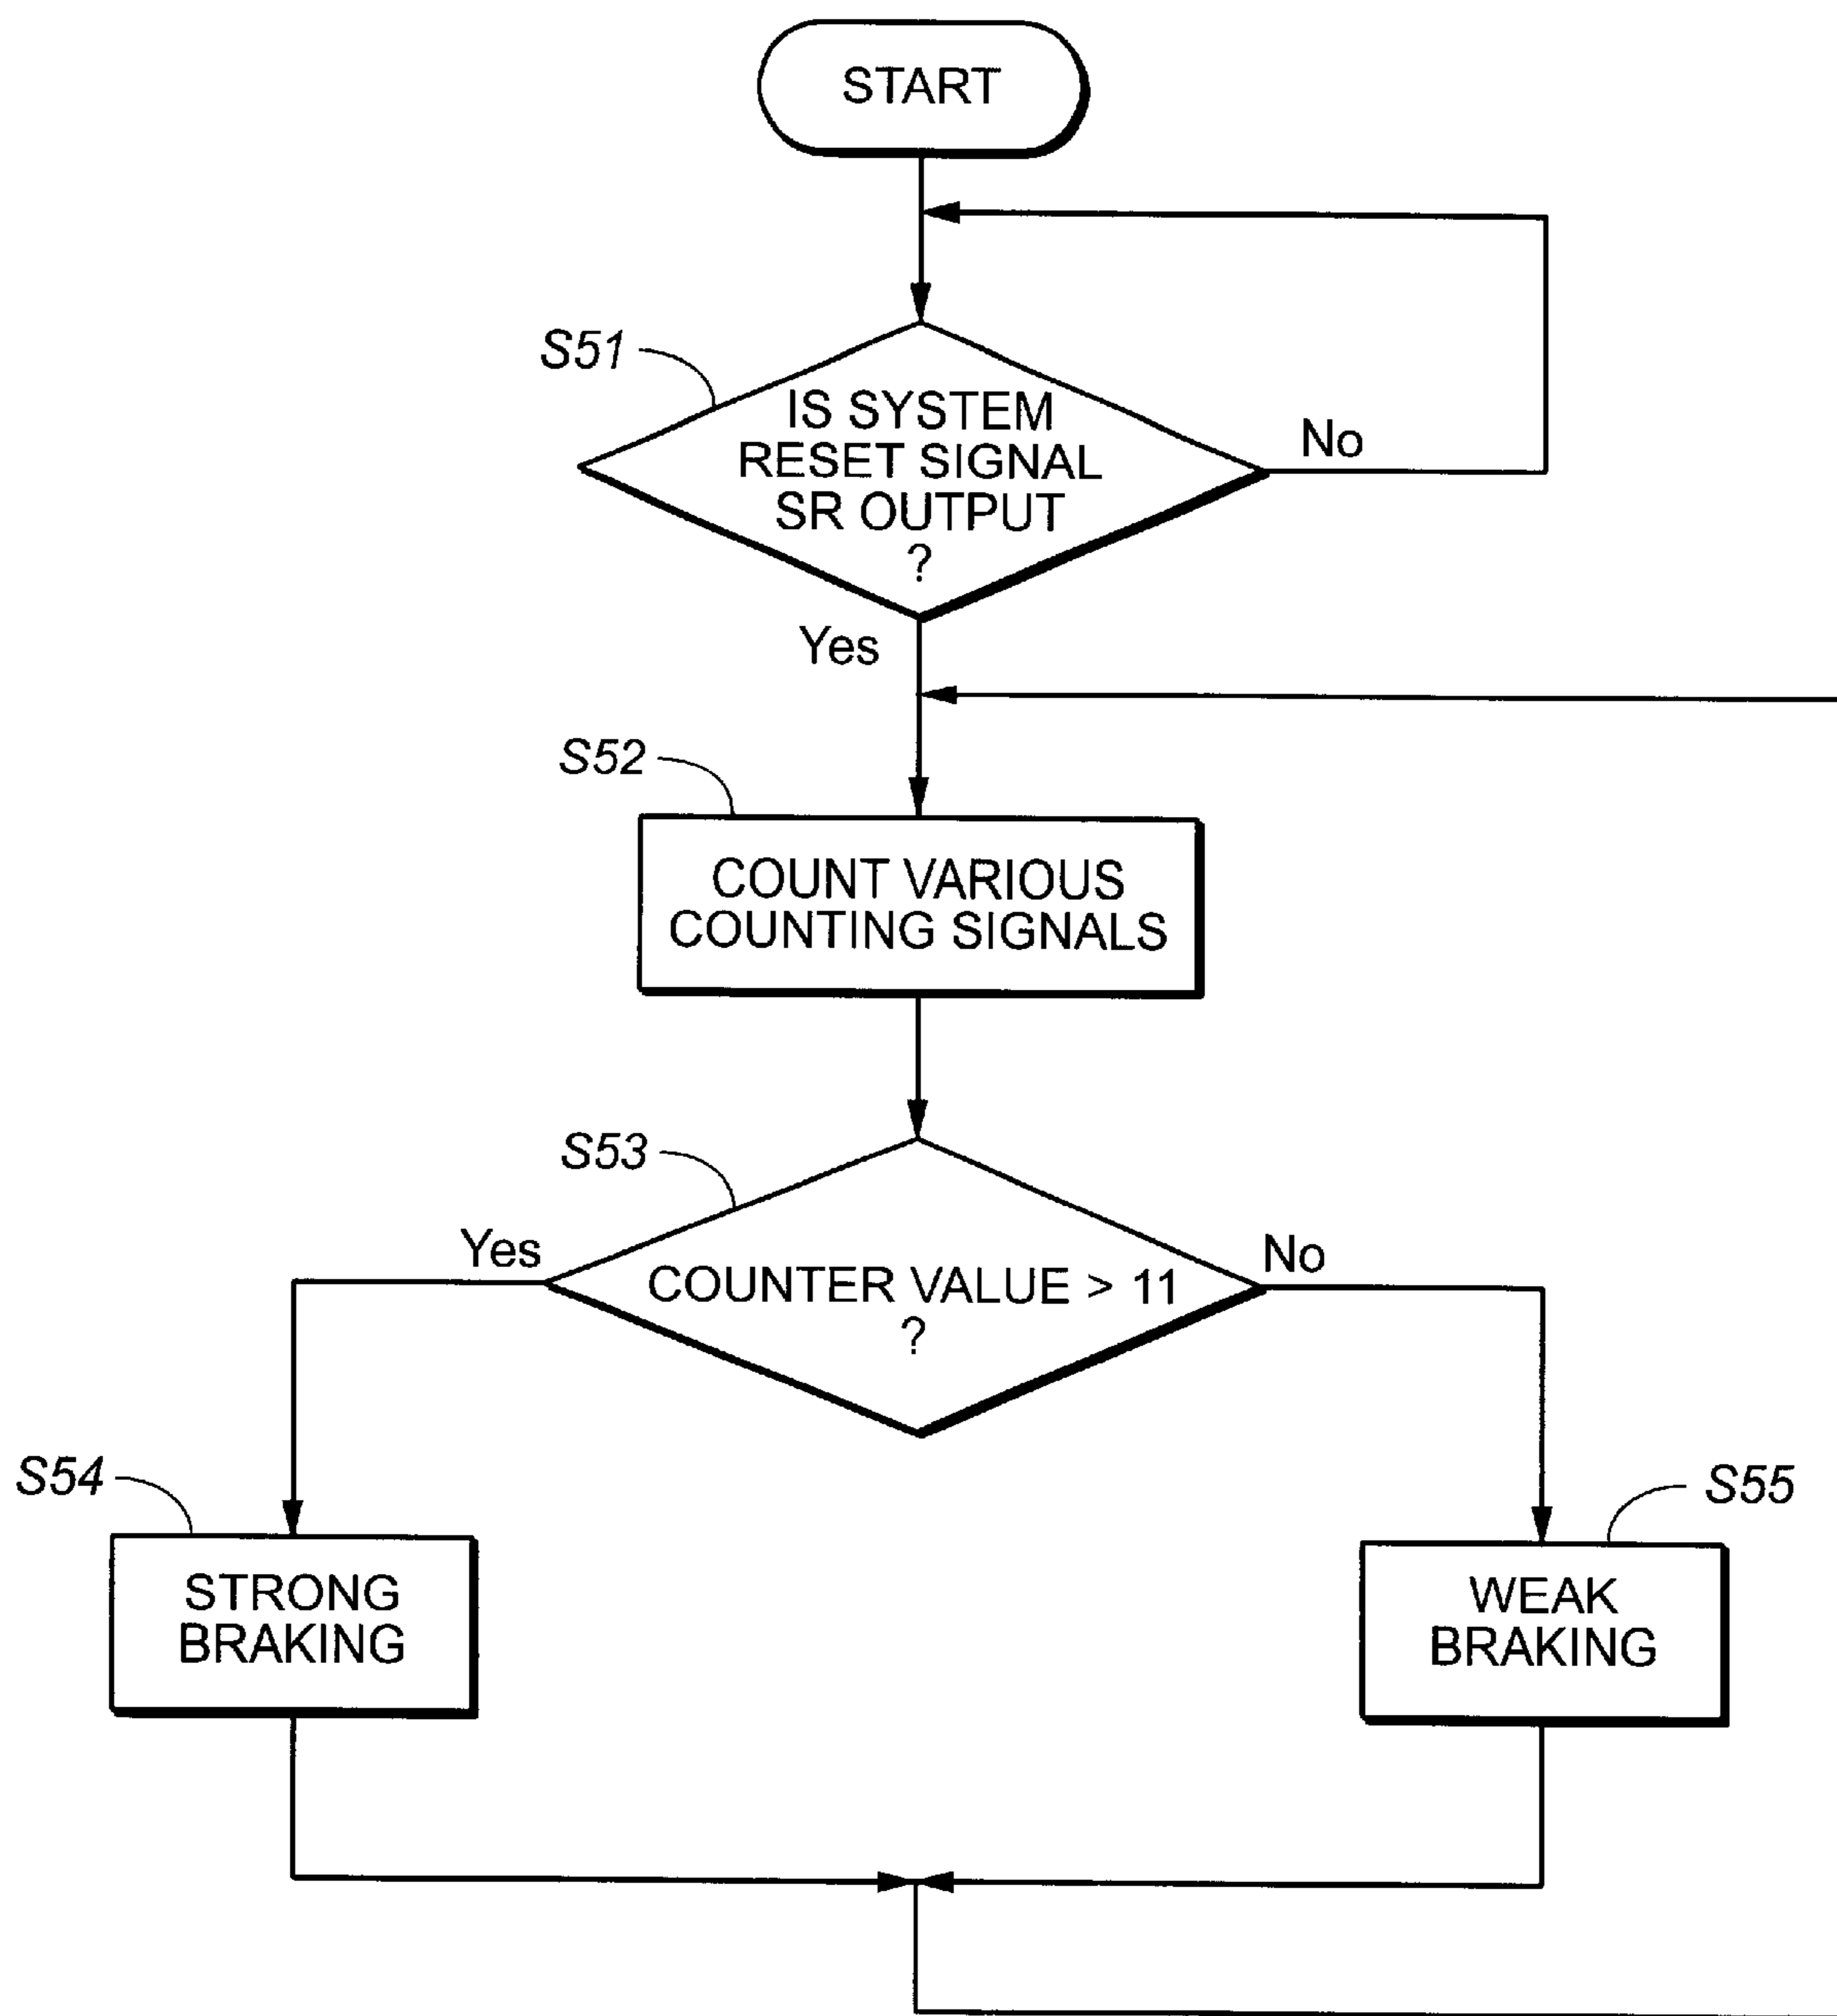 START
S51
IS SYSTEM
RESET SIGNAL
SR OUTPUT
?
No
Yes
S52
COUNT VARIOUS
COUNTING SIGNALS
S53
Yes
COUNTER VALUE > 11
?
No
S54
STRONG
BRAKING
S55
WEAK
BRAKING